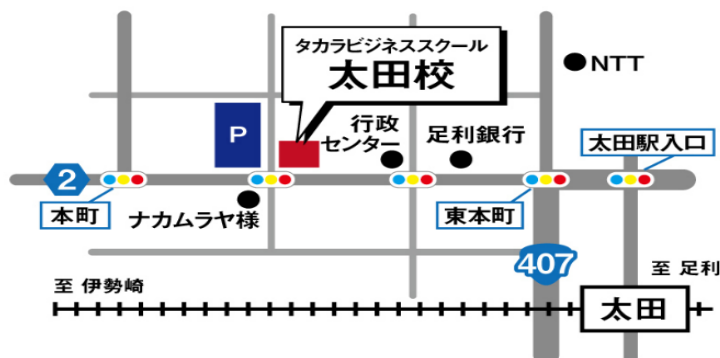 タカラビジネススクール
太田校
NTT
P
行政
センター
足利銀行
太田駅入口
2
本町
ナカムラヤ様
東本町
407
至 伊勢崎
至 足利
太田